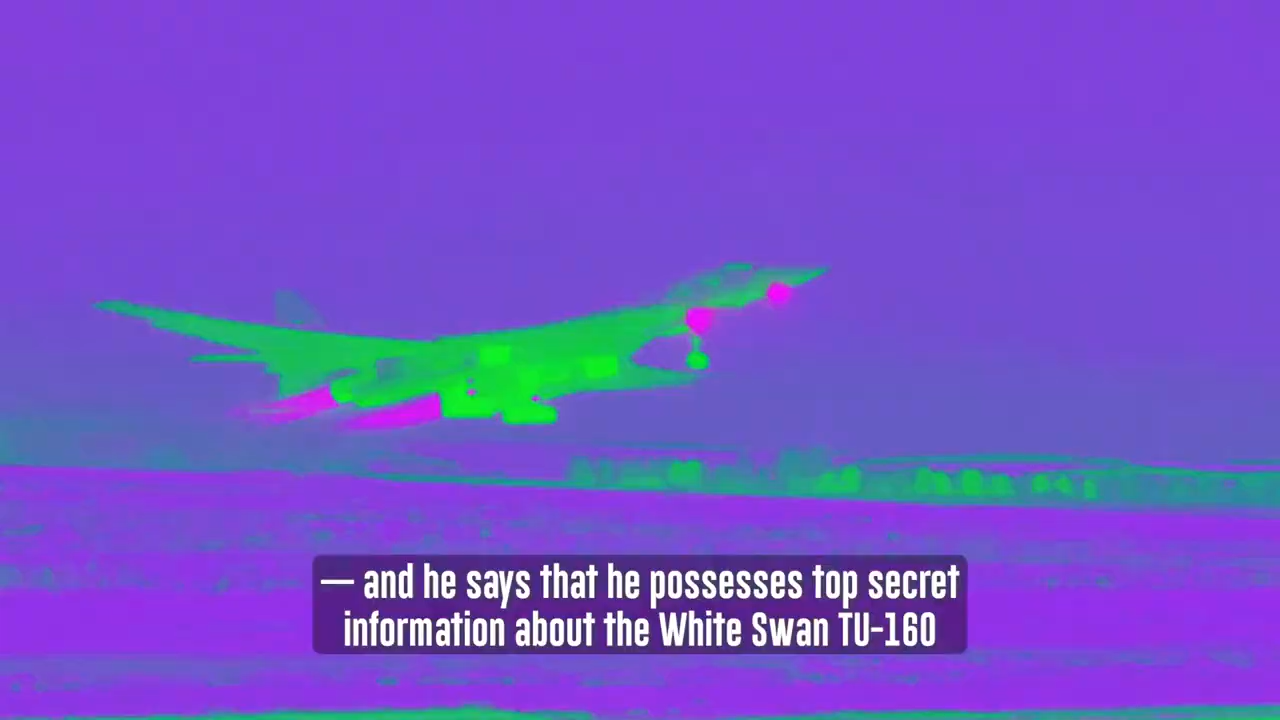 — and he says that he possesses top secret
information about the White Swan TU-160